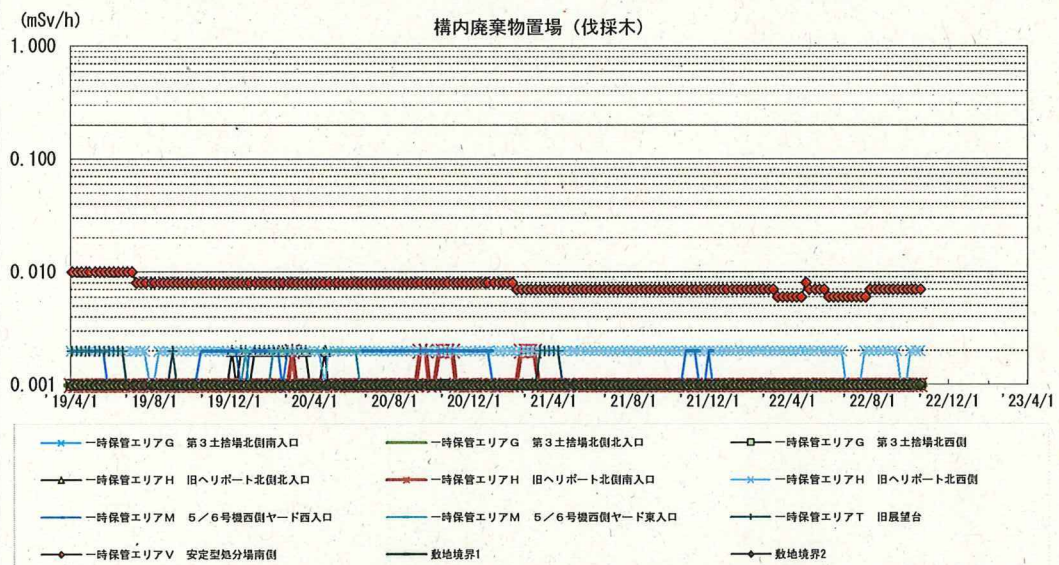 (mSv/h)
構内廃棄物置場（伐採木）
1.000
0.100
0.010
0.001
'19/4/1 '19/8/1 '19/12/1 '20/4/1 '20/8/1 '20/12/1 '21/4/1 '21/8/1 '21/12/1 '22/4/1 '22/8/1 '22/12/1 '23/4/1
一時保管エリアＧ　第３土捨場北側南入口 一時保管エリアＧ　第３土捨場北側北入口 一時保管エリアＧ　第３土捨場北西側
一時保管エリアＨ　旧ヘリポート北側北入口 一時保管エリアＨ　旧ヘリポート北側南入口 一時保管エリアＨ　旧ヘリポート北西側
一時保管エリアＭ　５／６号機西側ヤード西入口 一時保管エリアＭ　５／６号機西側ヤード東入口 一時保管エリアＴ　旧展望台
一時保管エリアＶ　安定型処分場南側 敷地境界1 敷地境界2